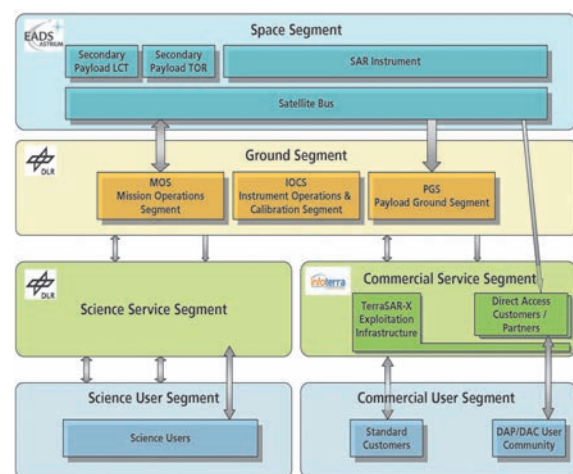 EADS
ASTRIUM
Space Segment
Secondary
Payload LCT
Secondary
Payload TOR
SAR Instrument
Satellite Bus
DLR
Ground Segment
MOS
Mission Operations
Segment
IOCS
Instrument Operations &
Calibration Segment
PGS
Payload Ground Segment
DLR
Science Service Segment
infoterra
Commercial Service Segment
TerraSAR-X
Exploitation
Infrastructure
Direct Access
Customers /
Partners
Science User Segment
Science Users
Commercial User Segment
Standard
Customers
DAP/DAC User
Community